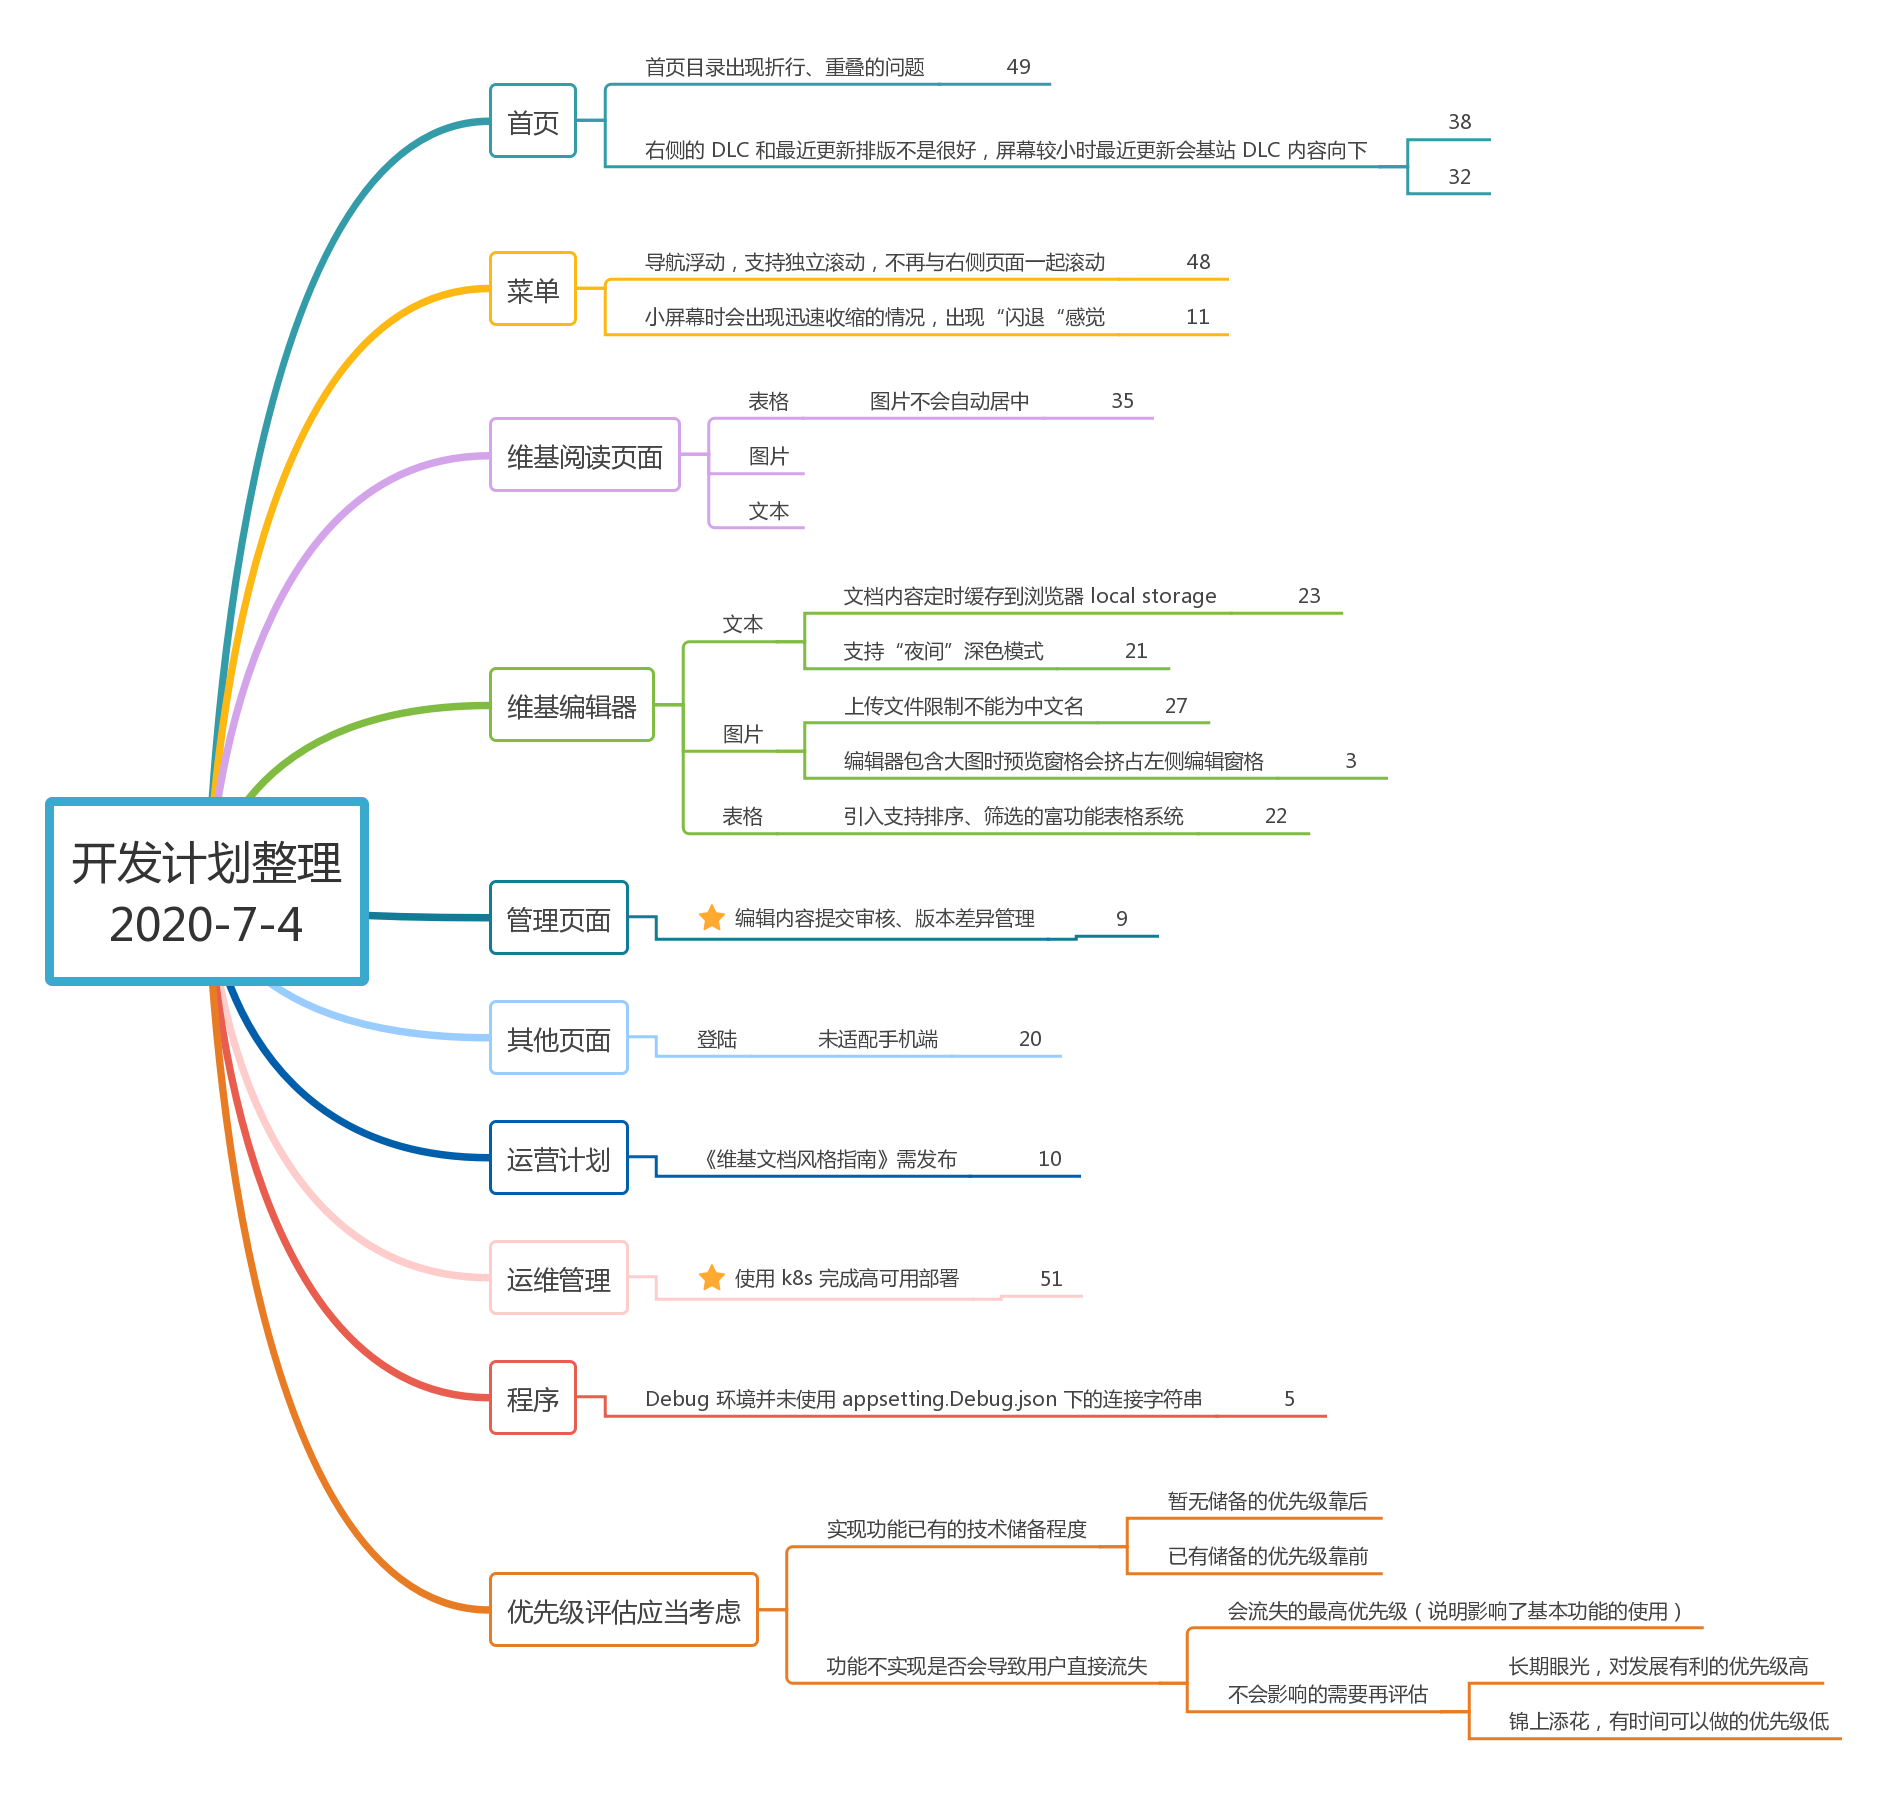 开发计划整理
2020-7-4
首页
首页目录出现折行、重叠的问题
49
右侧的 DLC 和最近更新排版不是很好，屏幕较小时最近更新会基站 DLC 内容向下
38
32
菜单
导航浮动，支持独立滚动，不再与右侧页面一起滚动
48
小屏幕时会出现迅速收缩的情况，出现“闪退“感觉
11
维基阅读页面
表格
图片不会自动居中
35
图片
文本
维基编辑器
文本
文档内容定时缓存到浏览器 local storage
23
支持“夜间”深色模式
21
图片
上传文件限制不能为中文名
27
编辑器包含大图时预览窗格会挤占左侧编辑窗格
3
表格
引入支持排序、筛选的富功能表格系统
22
管理页面
编辑内容提交审核、版本差异管理
9
其他页面
登陆
未适配手机端
20
运营计划
《维基文档风格指南》需发布
10
运维管理
使用 k8s 完成高可用部署
51
程序
Debug 环境并未使用 appsetting.Debug.json 下的连接字符串
5
优先级评估应当考虑
实现功能已有的技术储备程度
暂无储备的优先级靠后
已有储备的优先级靠前
功能不实现是否会导致用户直接流失
会流失的最高优先级（说明影响了基本功能的使用）
不会影响的需要再评估
长期眼光，对发展有利的优先级高
锦上添花，有时间可以做的优先级低